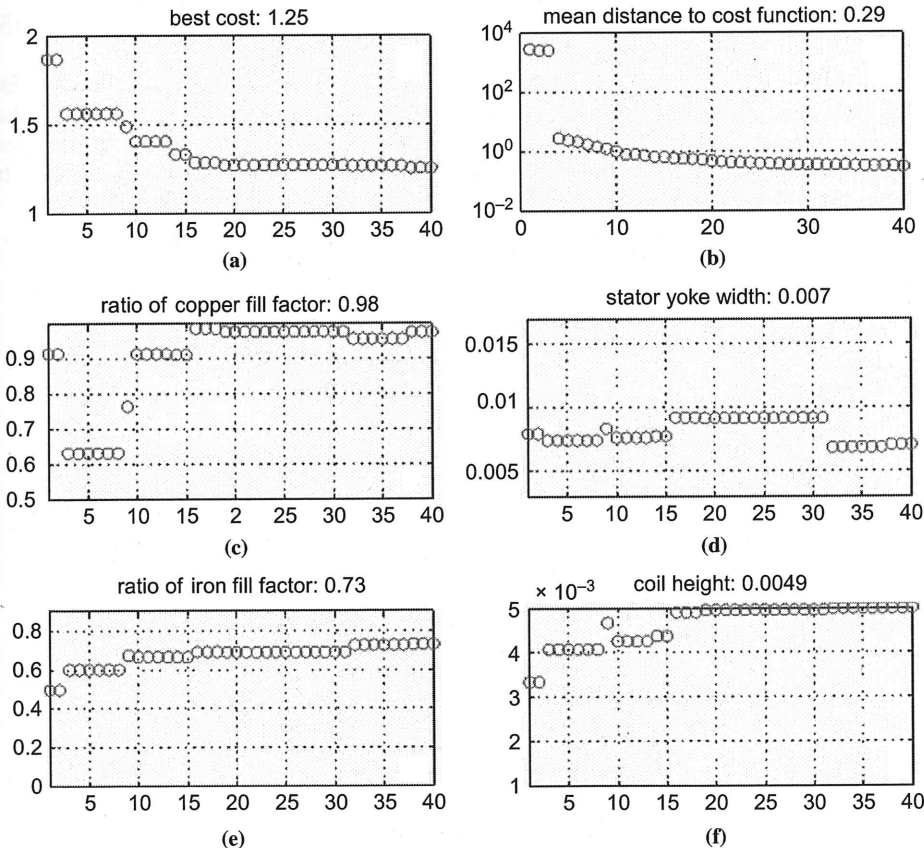 best cost: 1.25
2
1.5
1
5 10 15 20 25 30 35 40
(a)
mean distance to cost function: 0.29
10^4
10^2
10^0
10^−2
0 10 20 30 40
(b)
ratio of copper fill factor: 0.98
0.9
0.8
0.7
0.6
0.5
5 10 15 2 25 30 35 40
(c)
stator yoke width: 0.007
0.015
0.01
0.005
5 10 15 20 25 30 35 40
(d)
ratio of iron fill factor: 0.73
0.8
0.6
0.4
0.2
0
5 10 15 20 25 30 35 40
(e)
× 10^−3 coil height: 0.0049
5
4
3
2
1
5 10 15 20 25 30 35 40
(f)